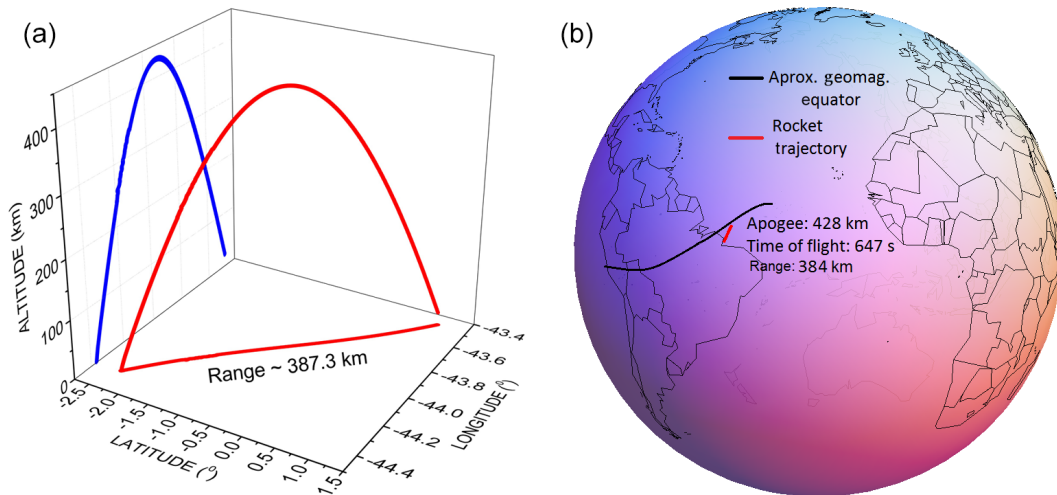 (a)
400
300
200
100
0
ALTITUDE (km)
-2.5
-2.0
-1.5
-1.0
-0.5
0.0
0.5
1.0
1.5
LATITUDE (⁰)
-43.4
-43.6
-43.8
-44.0
-44.2
-44.4
LONGITUDE (⁰)
Range ~ 387.3 km
(b)
Aprox. geomag.
equator
Rocket
trajectory
Apogee: 428 km
Time of flight: 647 s
Range: 384 km